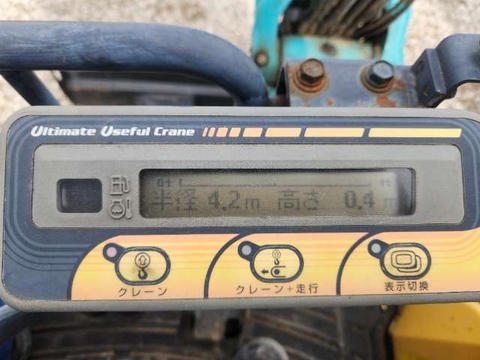 Ultimate Useful Crane
半径 4.2m 高さ 0.4m
クレーン
クレーン+走行
表示切換